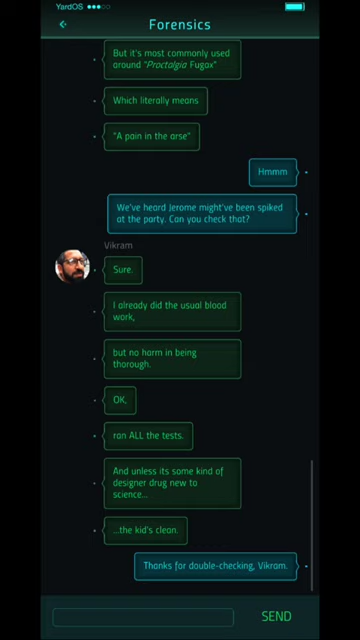 YardOS
Forensics
But it's most commonly used
around "Proctalgia Fugax"
Which literally means
"A pain in the arse"
Hmmm
We've heard Jerome might've been spiked
at the party. Can you check that?
Vikram
Sure.
I already did the usual blood
work,
but no harm in being
thorough.
OK,
ran ALL the tests.
And unless its some kind of
designer drug new to
science...
...the kid's clean.
Thanks for double-checking, Vikram.
SEND